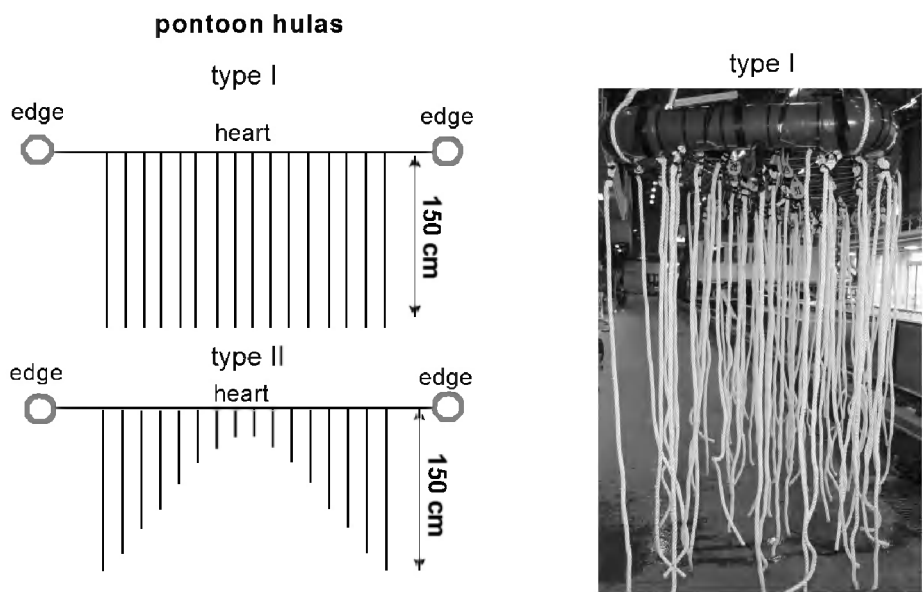 pontoon hulas
type I
edge
heart
edge
150 cm
type II
edge
heart
edge
150 cm
type I